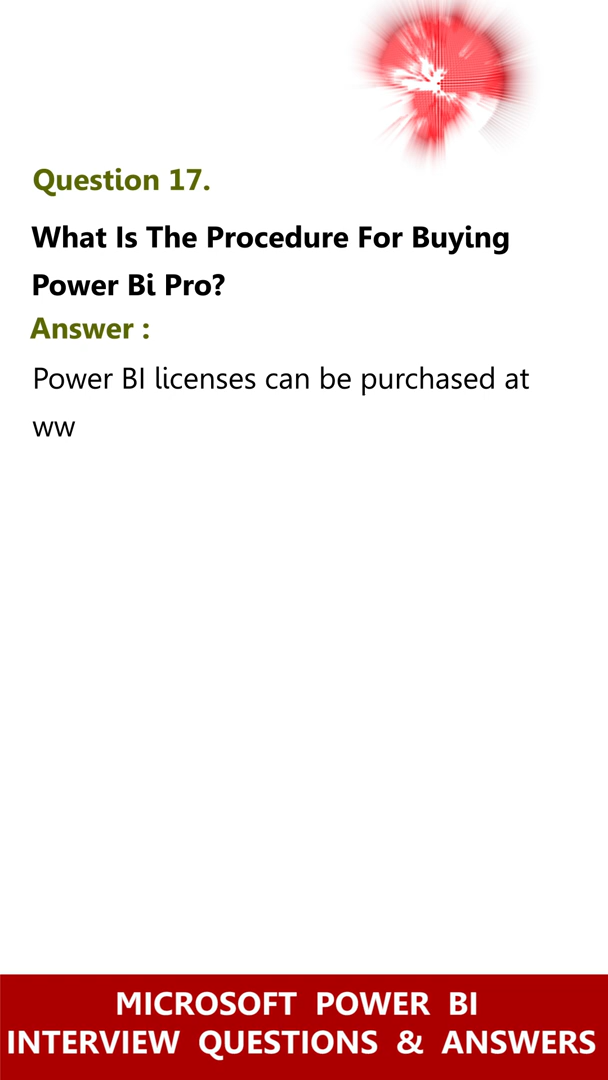 Question 17.
What Is The Procedure For Buying
Power Bi Pro?
Answer :
Power BI licenses can be purchased at
ww
MICROSOFT POWER BI
INTERVIEW QUESTIONS & ANSWERS